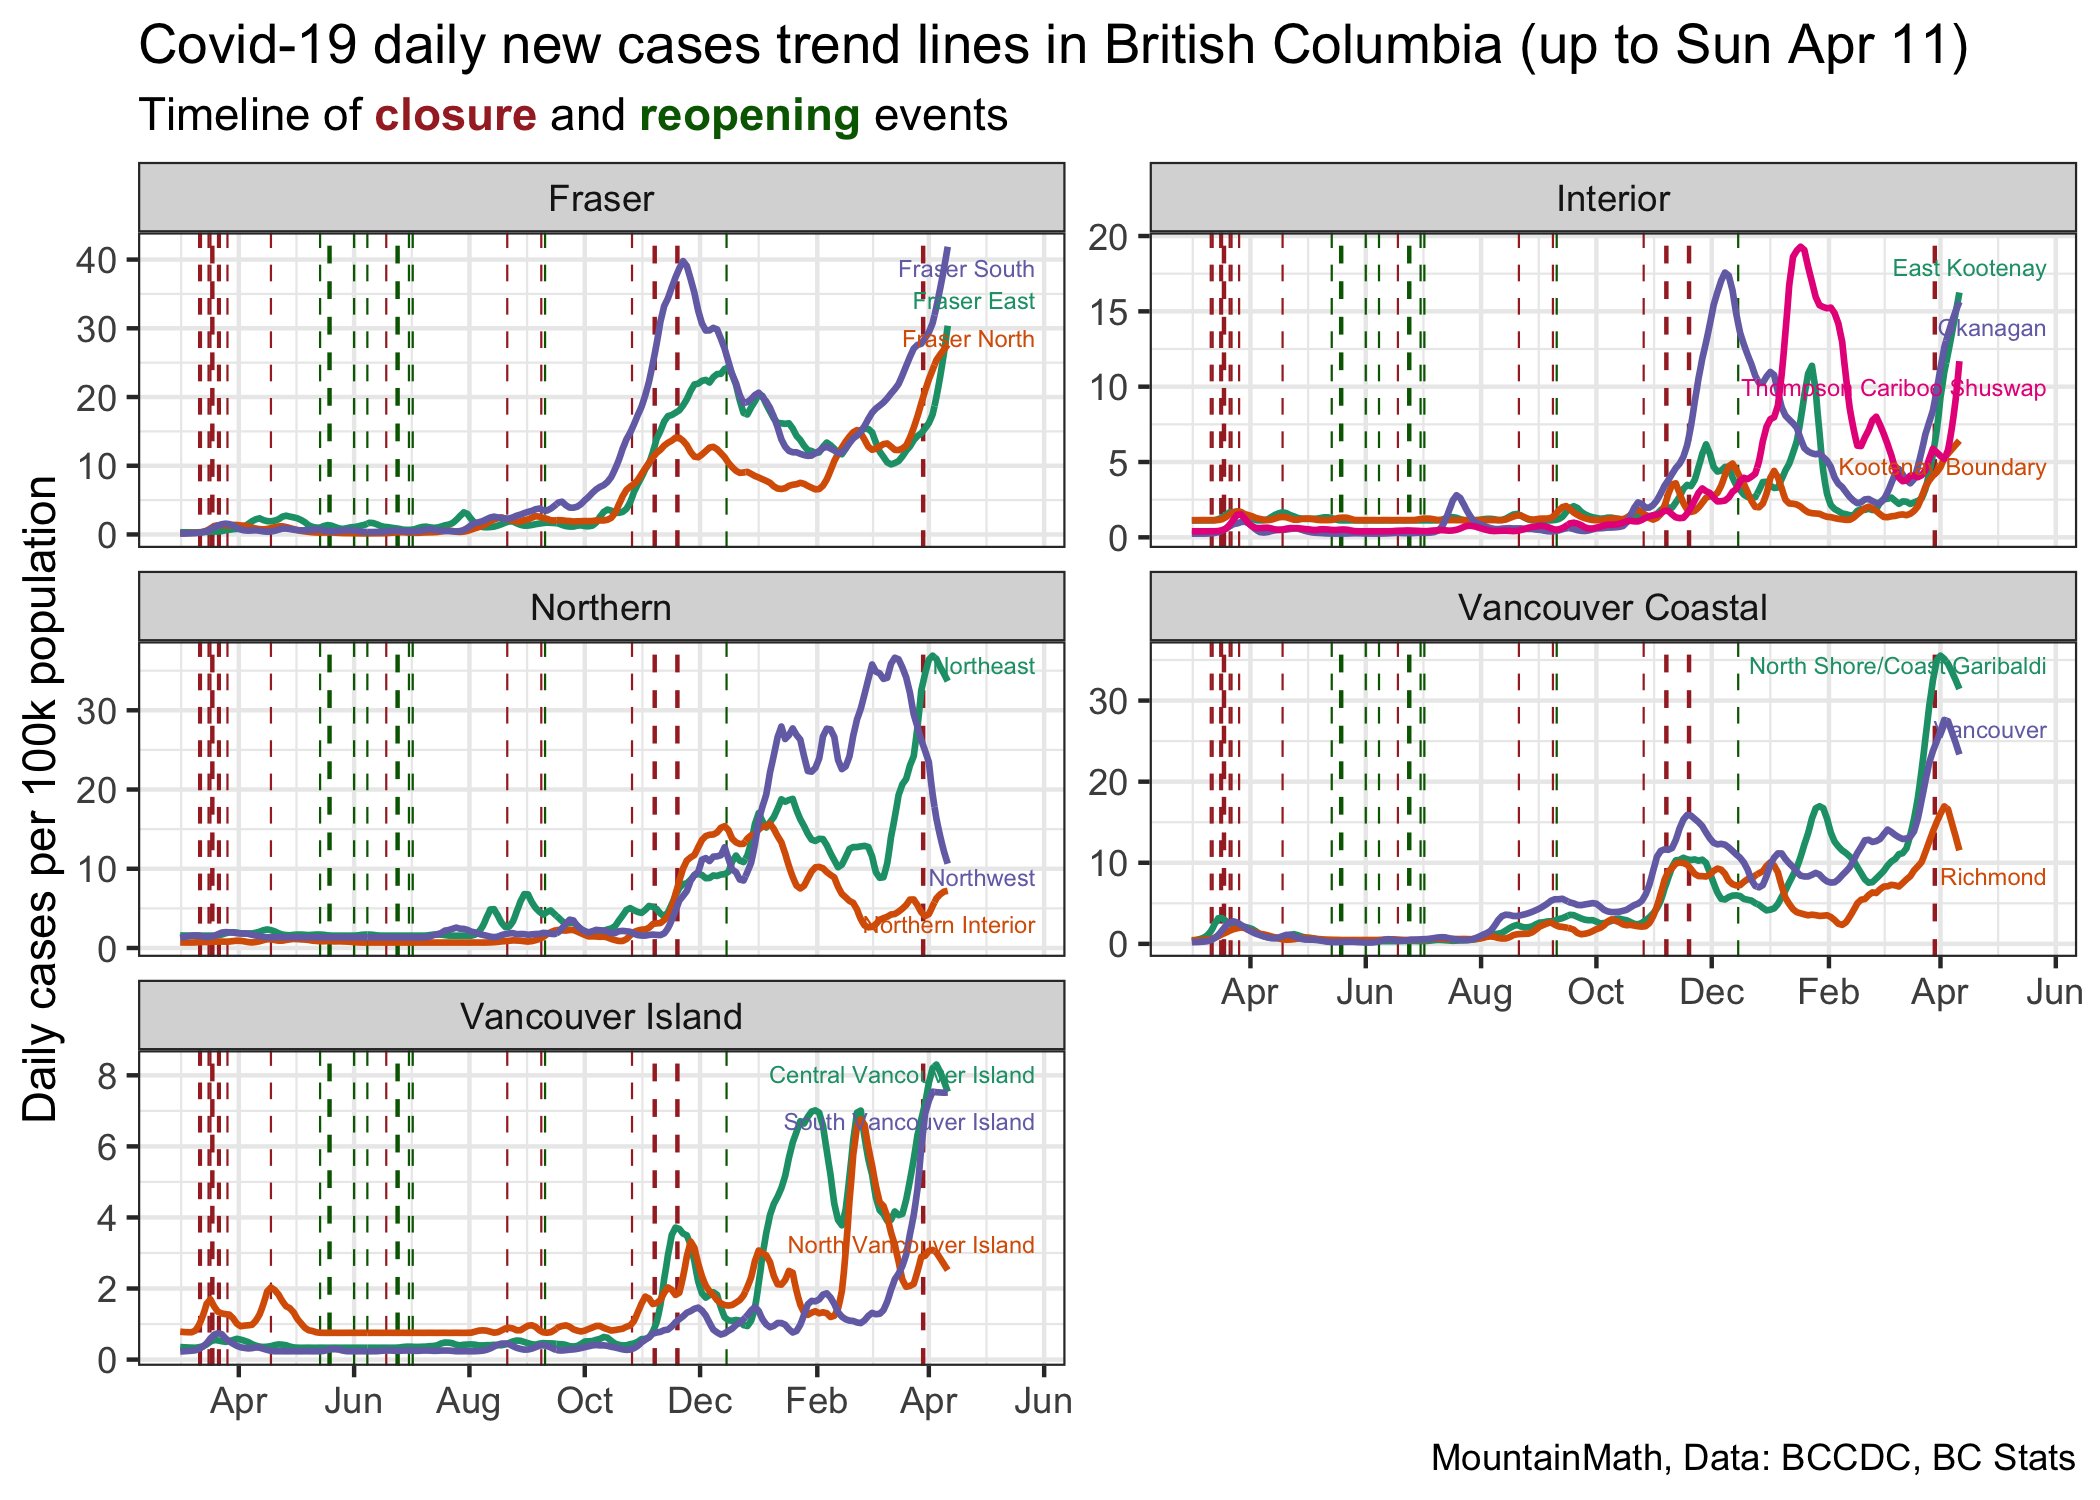 Covid-19 daily new cases trend lines in British Columbia (up to Sun Apr 11)
Timeline of closure and reopening events
Daily cases per 100k population
Fraser
40
30
20
10
0
Fraser South
Fraser East
Fraser North
Interior
20
15
10
5
0
East Kootenay
Okanagan
Thompson Cariboo Shuswap
Kootenay Boundary
Northern
30
20
10
0
Northeast
Northwest
Northern Interior
Vancouver Coastal
30
20
10
0
North Shore/Coast Garibaldi
Vancouver
Richmond
Apr Jun Aug Oct Dec Feb Apr Jun
Vancouver Island
8
6
4
2
0
Central Vancouver Island
South Vancouver Island
North Vancouver Island
Apr Jun Aug Oct Dec Feb Apr Jun
MountainMath, Data: BCCDC, BC Stats